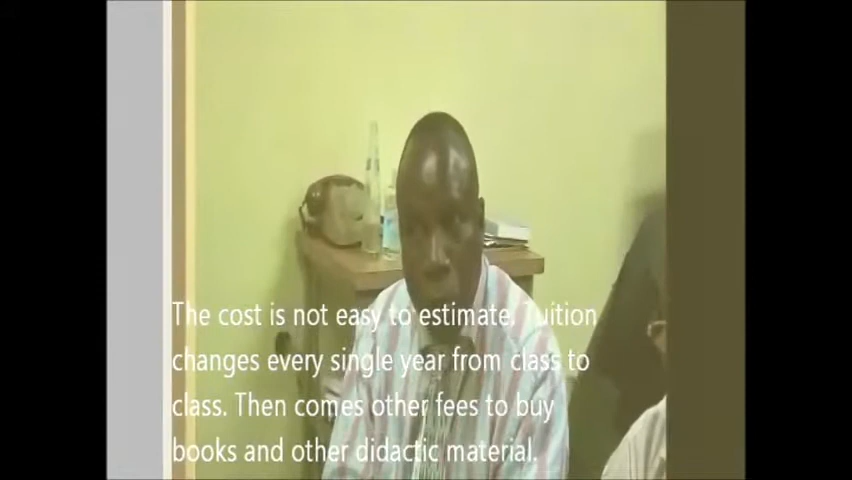 The cost is not easy to estimate. Tuition
changes every single year from class to
class. Then comes other fees to buy
books and other didactic material.